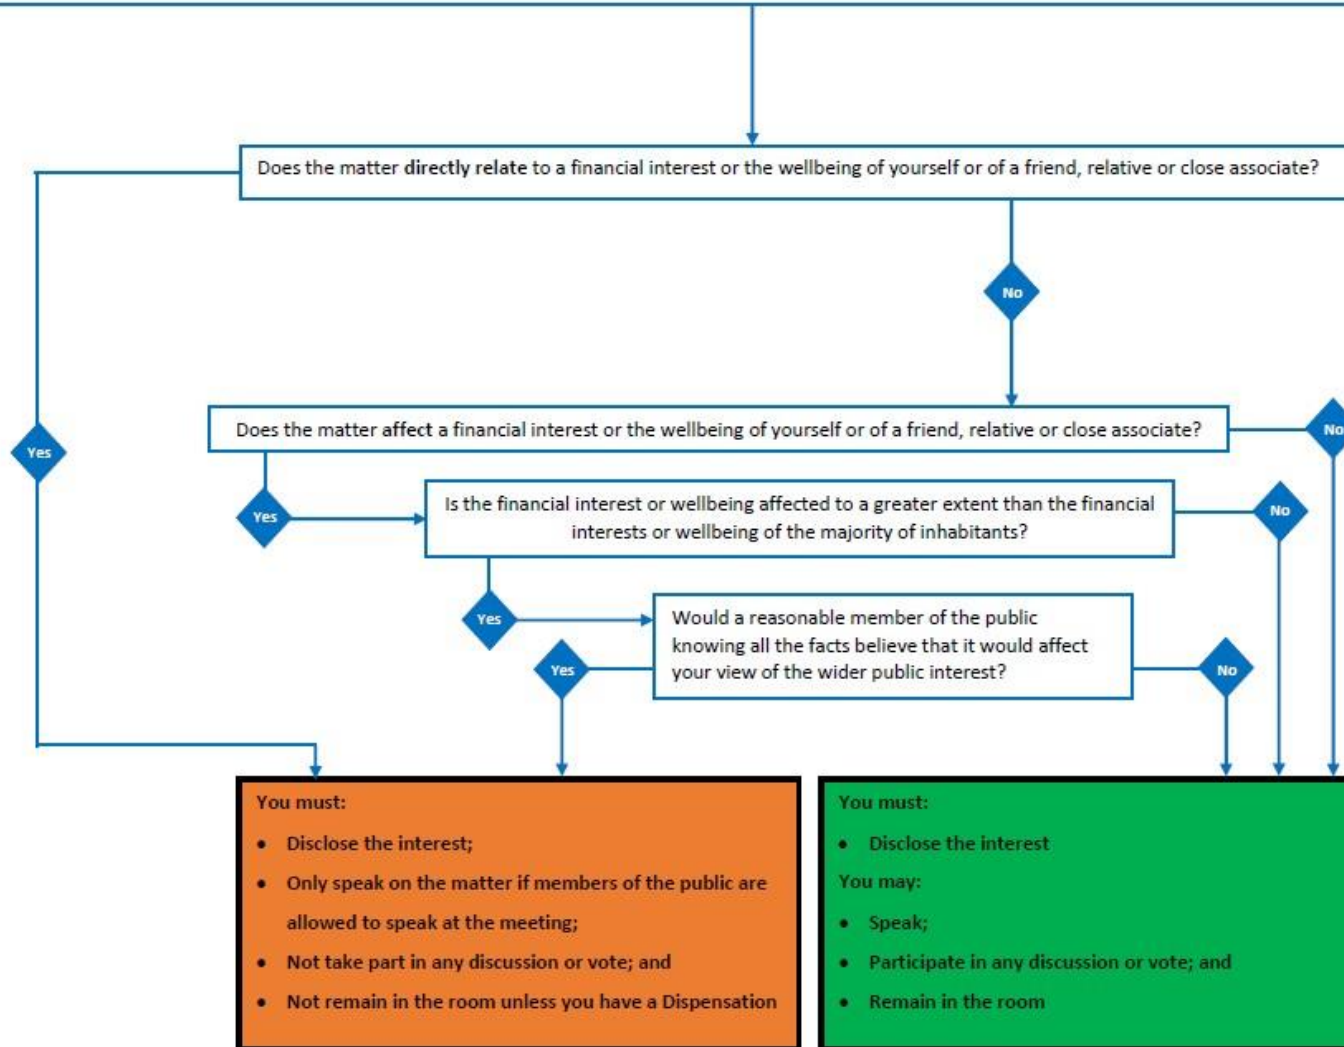 Does the matter directly relate to a financial interest or the wellbeing of yourself or of a friend, relative or close associate?
No
Does the matter affect a financial interest or the wellbeing of yourself or of a friend, relative or close associate?
No
Yes
Yes
Is the financial interest or wellbeing affected to a greater extent than the financial
interests or wellbeing of the majority of inhabitants?
No
Yes
Would a reasonable member of the public
knowing all the facts believe that it would affect
your view of the wider public interest?
Yes
No
You must:
• Disclose the interest;
• Only speak on the matter if members of the public are
allowed to speak at the meeting;
• Not take part in any discussion or vote; and
• Not remain in the room unless you have a Dispensation
You must:
• Disclose the interest
You may:
• Speak;
• Participate in any discussion or vote; and
• Remain in the room